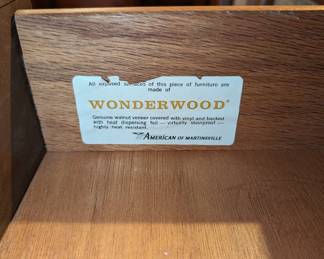 All exposed surfaces of this piece of furniture are
made of
WONDERWOOD®
Genuine walnut veneer covered with vinyl and backed
with heat dispersing foil — virtually stainproof —
highly heat resistant.
AMERICAN OF MARTINSVILLE